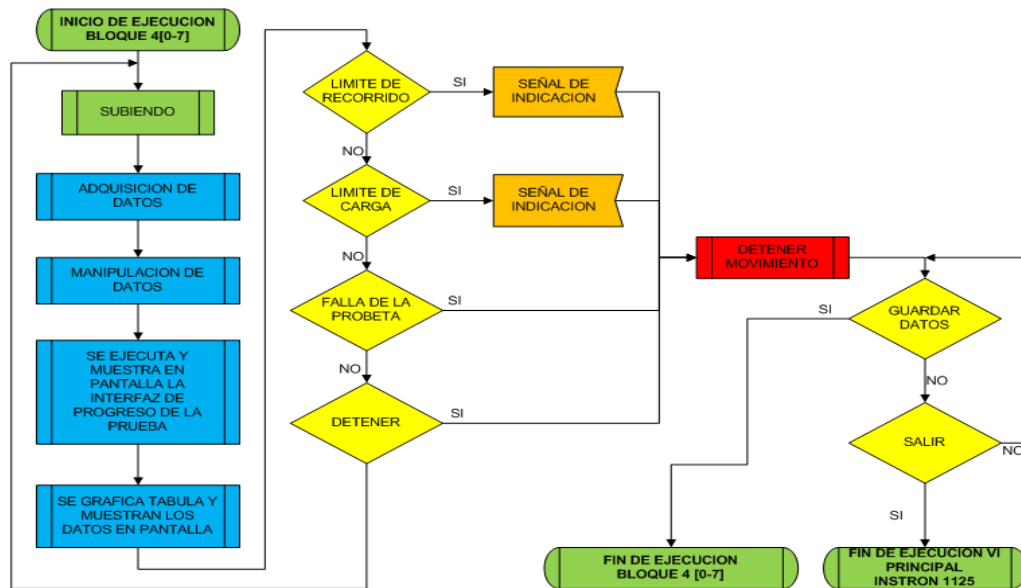 INICIO DE EJECUCION
BLOQUE 4[0-7]
SUBIENDO
ADQUISICION DE
DATOS
MANIPULACION DE
DATOS
SE EJECUTA Y
MUESTRA EN
PANTALLA LA
INTERFAZ DE
PROGRESO DE LA
PRUEBA
SE GRAFICA TABULA Y
MUESTRAN LOS
DATOS EN PANTALLA
LIMITE DE
RECORRIDO
SI
SEÑAL DE
INDICACION
NO
LIMITE DE
CARGA
SI
SEÑAL DE
INDICACION
NO
FALLA DE LA
PROBETA
SI
NO
DETENER
SI
DETENER
MOVIMIENTO
GUARDAR
DATOS
SI
NO
SALIR
NO
SI
FIN DE EJECUCION
BLOQUE 4 [0-7]
FIN DE EJECUCION VI
PRINCIPAL
INSTRON 1125